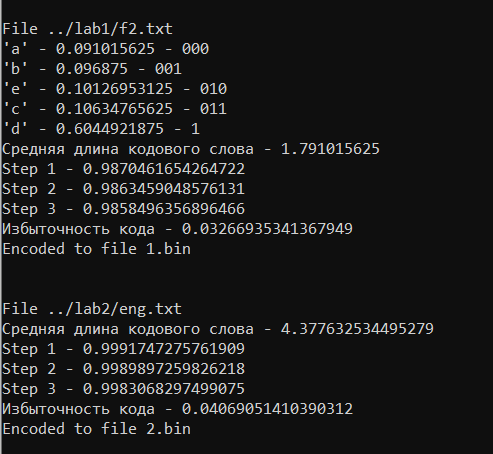 File ../lab1/f2.txt
'a' - 0.091015625 - 000
'b' - 0.096875 - 001
'e' - 0.10126953125 - 010
'c' - 0.10634765625 - 011
'd' - 0.6044921875 - 1
Средняя длина кодового слова - 1.791015625
Step 1 - 0.9870461654264722
Step 2 - 0.9863459048576131
Step 3 - 0.9858496356896466
Избыточность кода - 0.03266935341367949
Encoded to file 1.bin
File ../lab2/eng.txt
Средняя длина кодового слова - 4.377632534495279
Step 1 - 0.9991747275761909
Step 2 - 0.9989897259826218
Step 3 - 0.9983068297499075
Избыточность кода - 0.04069051410390312
Encoded to file 2.bin